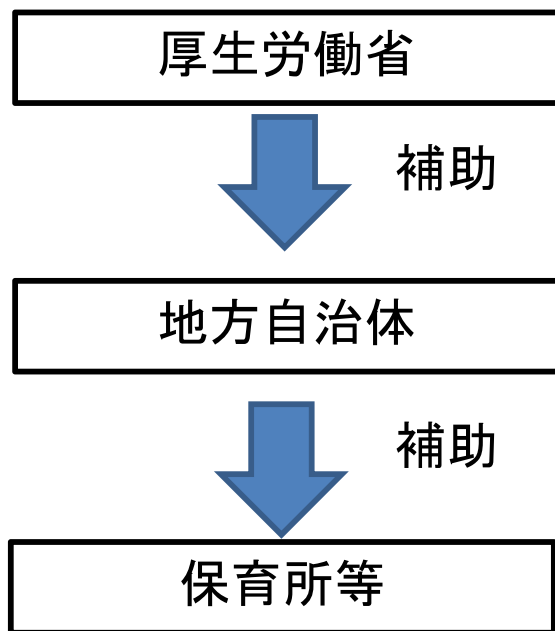 厚生労働省
補助
地方自治体
補助
保育所等